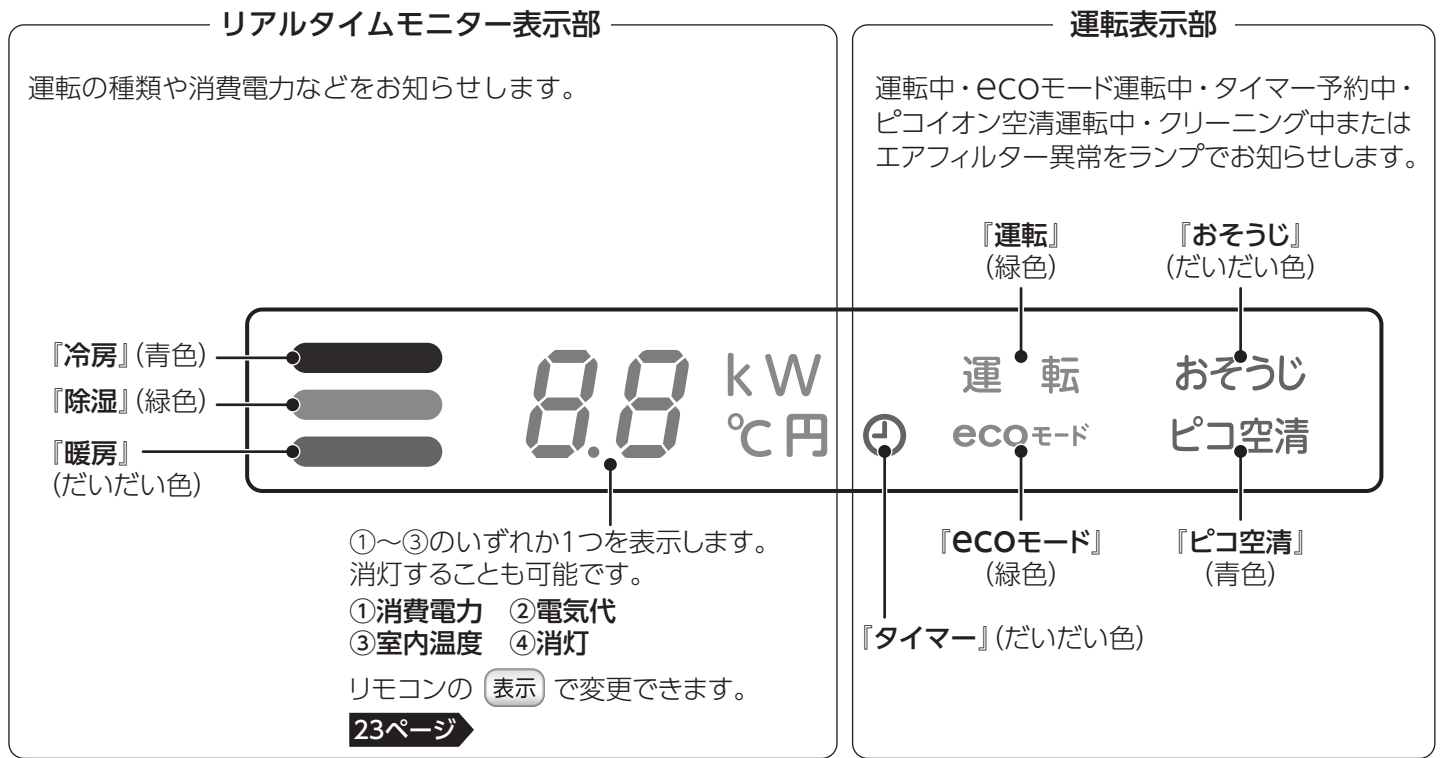 リアルタイムモニター表示部
運転の種類や消費電力などをお知らせします。
『冷房』(青色)
『除湿』(緑色)
『暖房』
(だいだい色)
8.8
kW
℃円
①～③のいずれか1つを表示します。
消灯することも可能です。
①消費電力 ②電気代
③室内温度 ④消灯
リモコンの 表示 で変更できます。
23ページ
運転表示部
運転中・ecoモード運転中・タイマー予約中・
ピコイオン空清運転中・クリーニング中または
エアフィルター異常をランプでお知らせします。
『運転』
(緑色)
『おそうじ』
(だいだい色)
運 転
おそうじ
ecoモード
ピコ空清
『ecoモード』
(緑色)
『ピコ空清』
(青色)
『タイマー』(だいだい色)